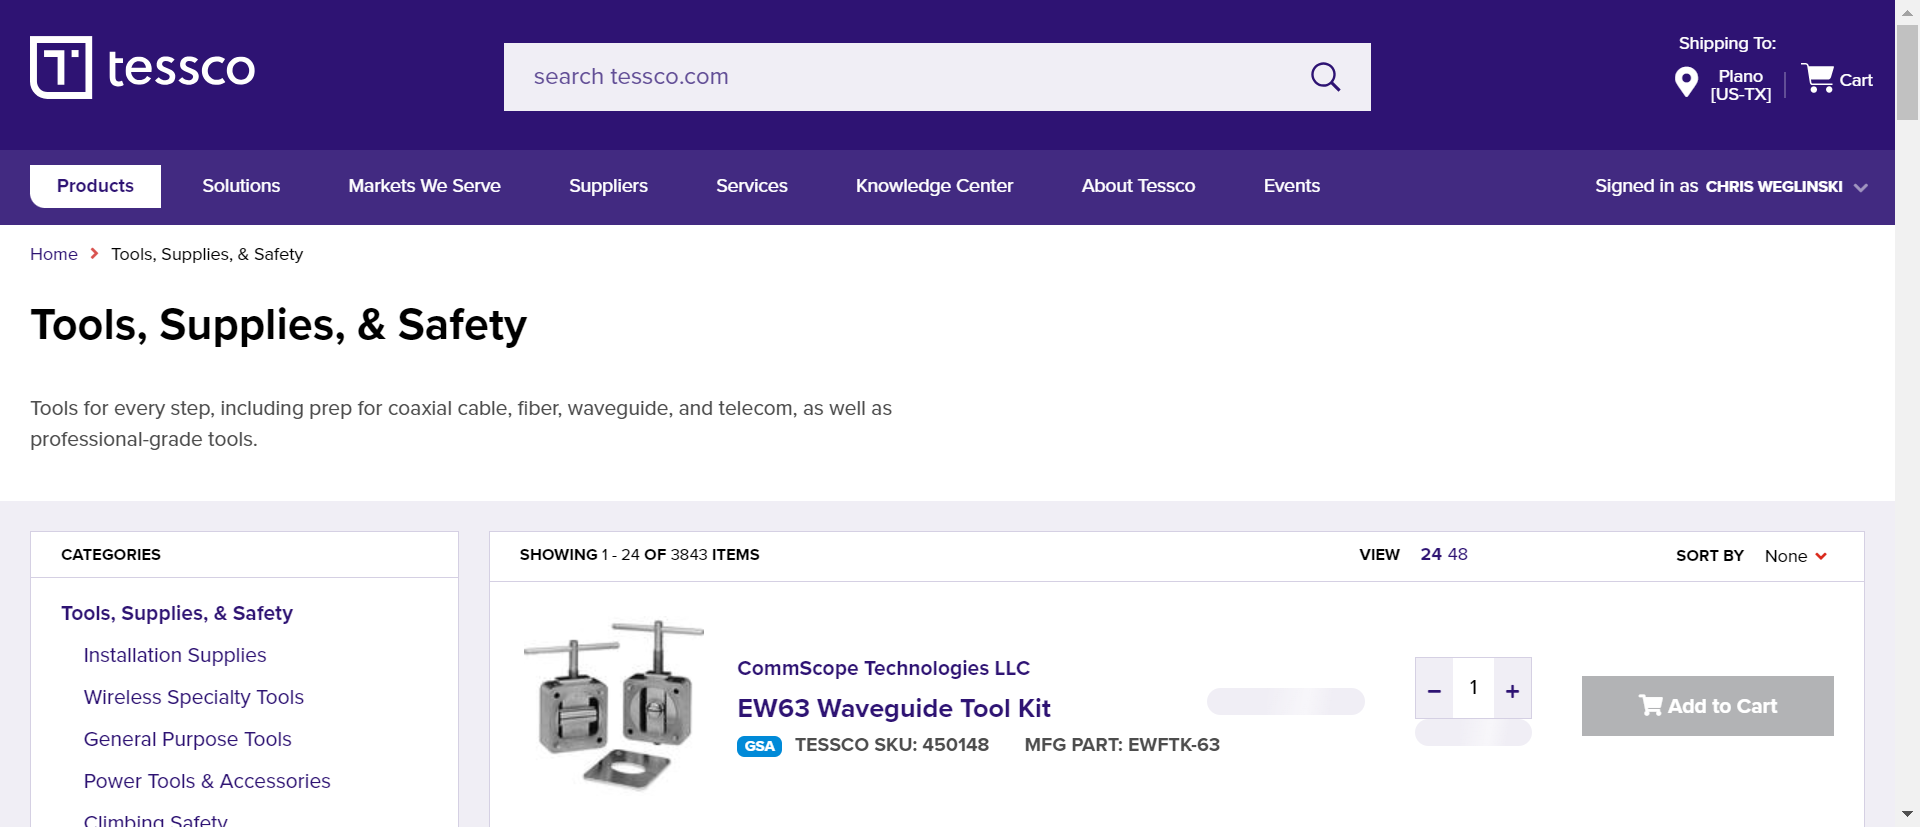 tessco
search tessco.com
Shipping To:
Plano
[US-TX]
Cart
Products
Solutions
Markets We Serve
Suppliers
Services
Knowledge Center
About Tessco
Events
Signed in as CHRIS WEGLINSKI
Home
Tools, Supplies, & Safety
Tools, Supplies, & Safety
Tools for every step, including prep for coaxial cable, fiber, waveguide, and telecom, as well as
professional-grade tools.
CATEGORIES
Tools, Supplies, & Safety
Installation Supplies
Wireless Specialty Tools
General Purpose Tools
Power Tools & Accessories
Climbing Safety
SHOWING 1 - 24 OF 3843 ITEMS
VIEW 24 48
SORT BY None
CommScope Technologies LLC
EW63 Waveguide Tool Kit
GSA TESSCO SKU: 450148 MFG PART: EWFTK-63
− 1 +
Add to Cart